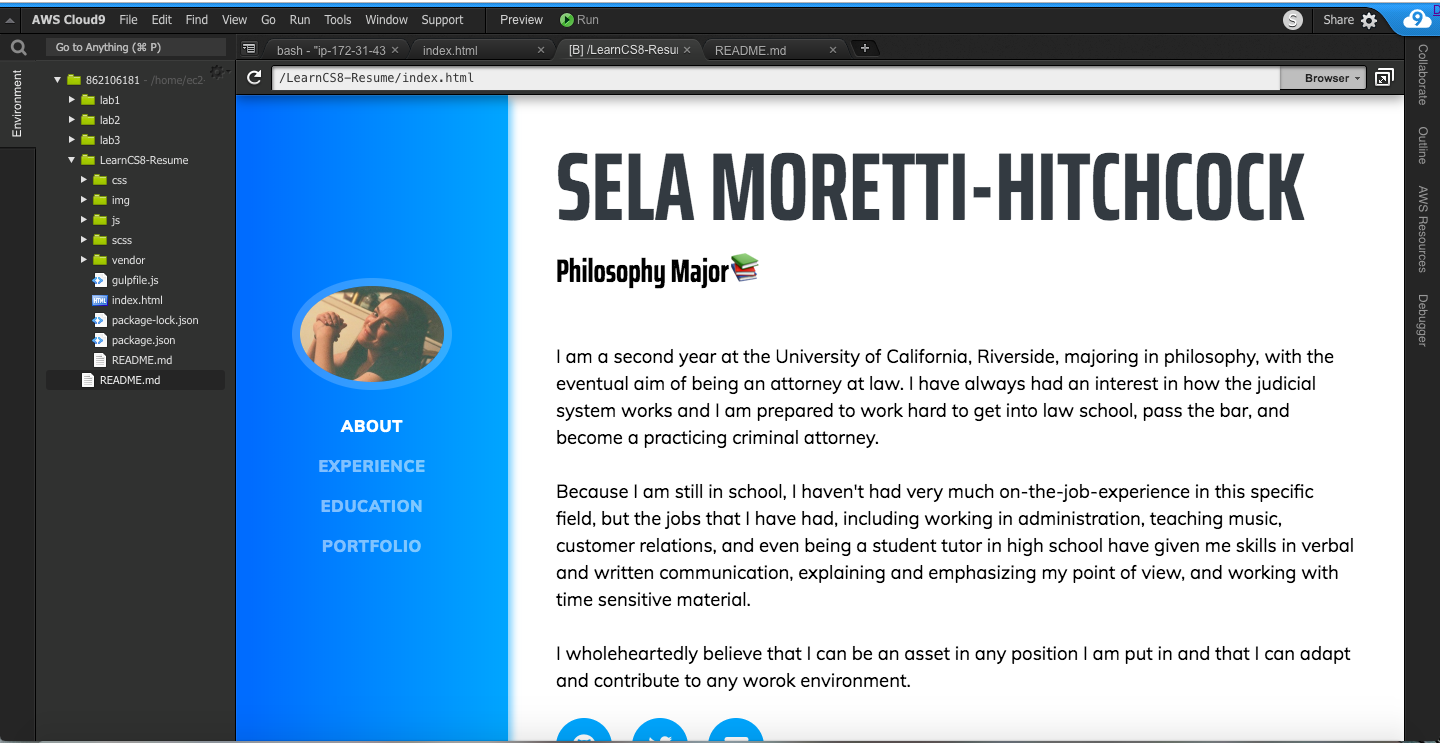 AWS Cloud9 File Edit Find View Go Run Tools Window Support Preview Run S Share 9
Go to Anything (⌘ P)
bash - "ip-172-31-43 × index.html × [B] /LearnCS8-Resu × README.md ×
/LearnCS8-Resume/index.html Browser
Environment
862106181 - /home/ec2-
lab1
lab2
lab3
LearnCS8-Resume
css
img
js
scss
vendor
gulpfile.js
index.html
package-lock.json
package.json
README.md
README.md
ABOUT
EXPERIENCE
EDUCATION
PORTFOLIO
SELA MORETTI-HITCHCOCK
Philosophy Major📚
I am a second year at the University of California, Riverside, majoring in philosophy, with the
eventual aim of being an attorney at law. I have always had an interest in how the judicial
system works and I am prepared to work hard to get into law school, pass the bar, and
become a practicing criminal attorney.
Because I am still in school, I haven't had very much on-the-job-experience in this specific
field, but the jobs that I have had, including working in administration, teaching music,
customer relations, and even being a student tutor in high school have given me skills in verbal
and written communication, explaining and emphasizing my point of view, and working with
time sensitive material.
I wholeheartedly believe that I can be an asset in any position I am put in and that I can adapt
and contribute to any worok environment.
Collaborate
Outline
AWS Resources
Debugger